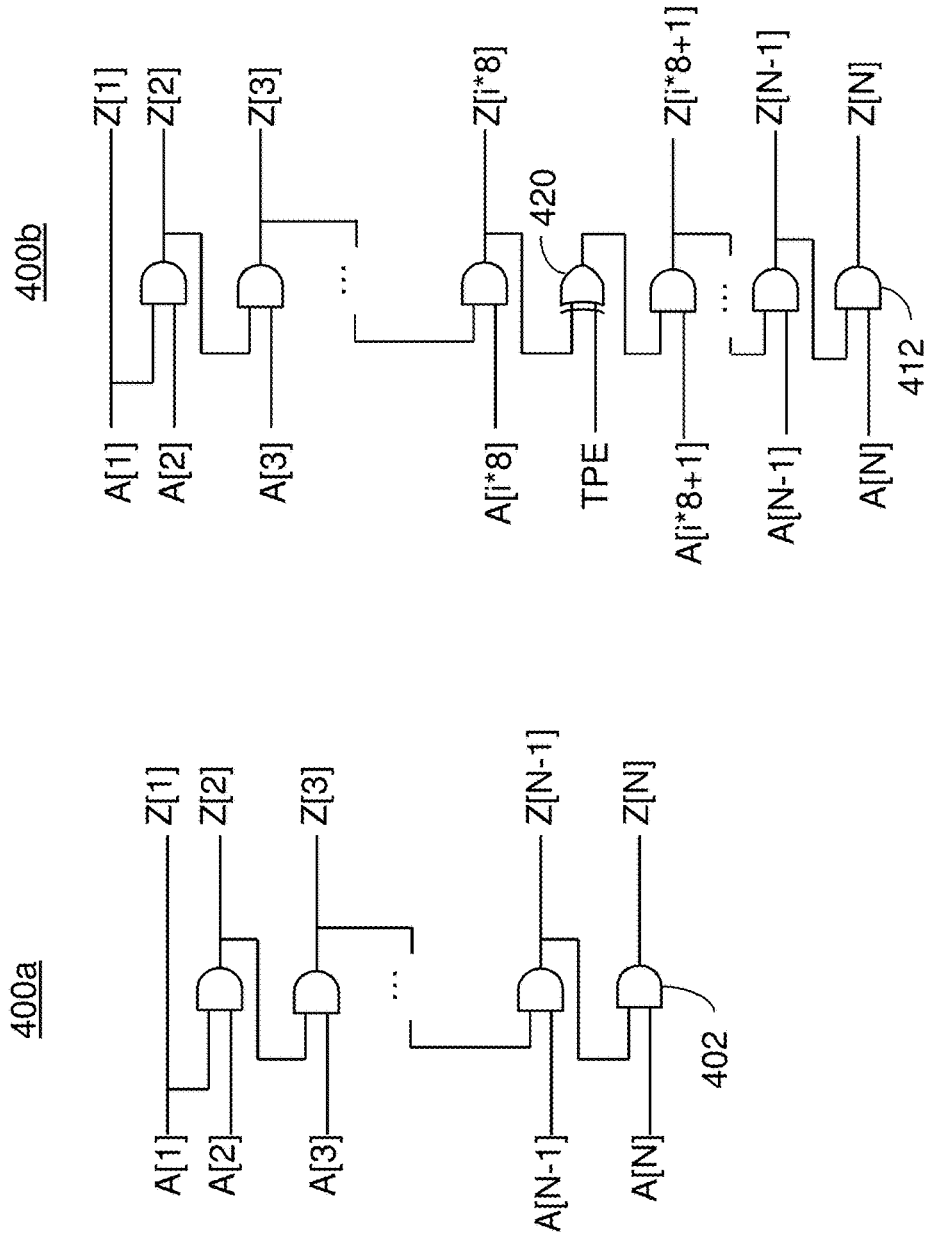 400a
A[1]
Z[1]
A[2]
Z[2]
A[3]
Z[3]
...
A[N-1]
Z[N-1]
A[N]
Z[N]
402
400b
A[1]
Z[1]
A[2]
Z[2]
A[3]
Z[3]
...
A[i*8]
Z[i*8]
420
TPE
A[i*8+1]
Z[i*8+1]
...
A[N-1]
Z[N-1]
A[N]
Z[N]
412